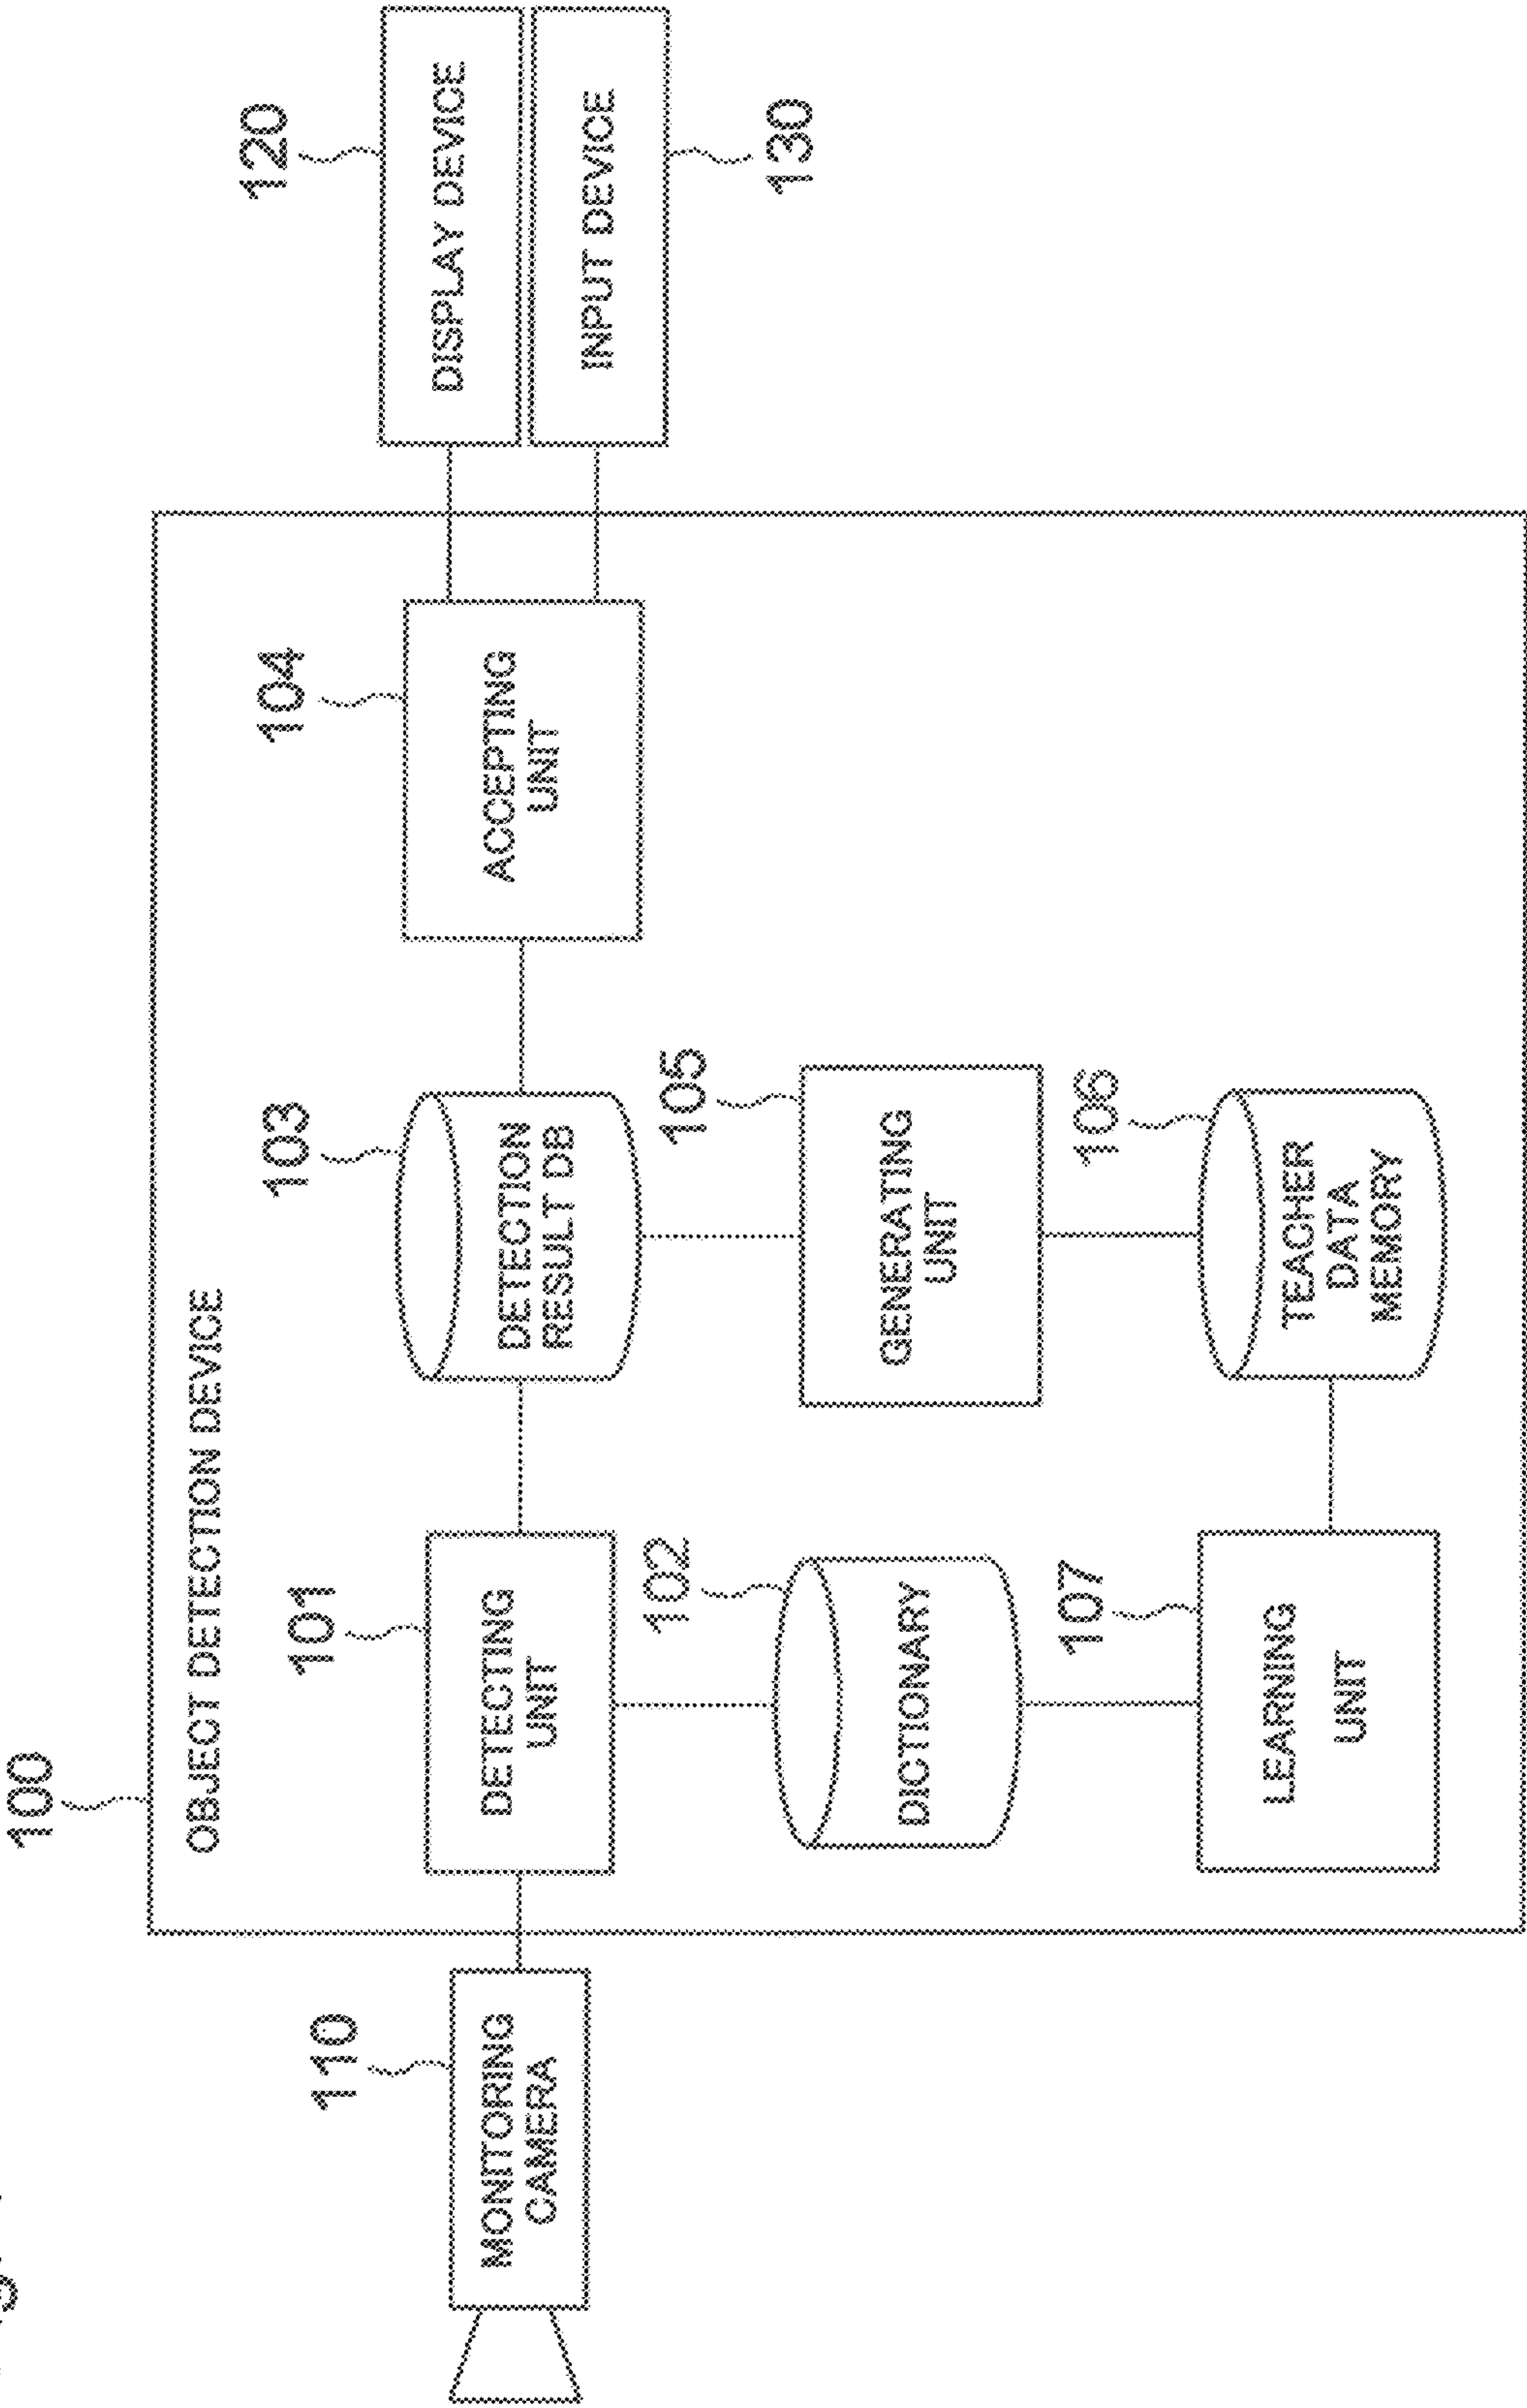 100
OBJECT DETECTION DEVICE
110
MONITORING
CAMERA
101
DETECTING
UNIT
103
DETECTION
RESULT DB
104
ACCEPTING
UNIT
120
DISPLAY DEVICE
INPUT DEVICE
130
102
DICTIONARY
105
GENERATING
UNIT
107
LEARNING
UNIT
106
TEACHER
DATA
MEMORY